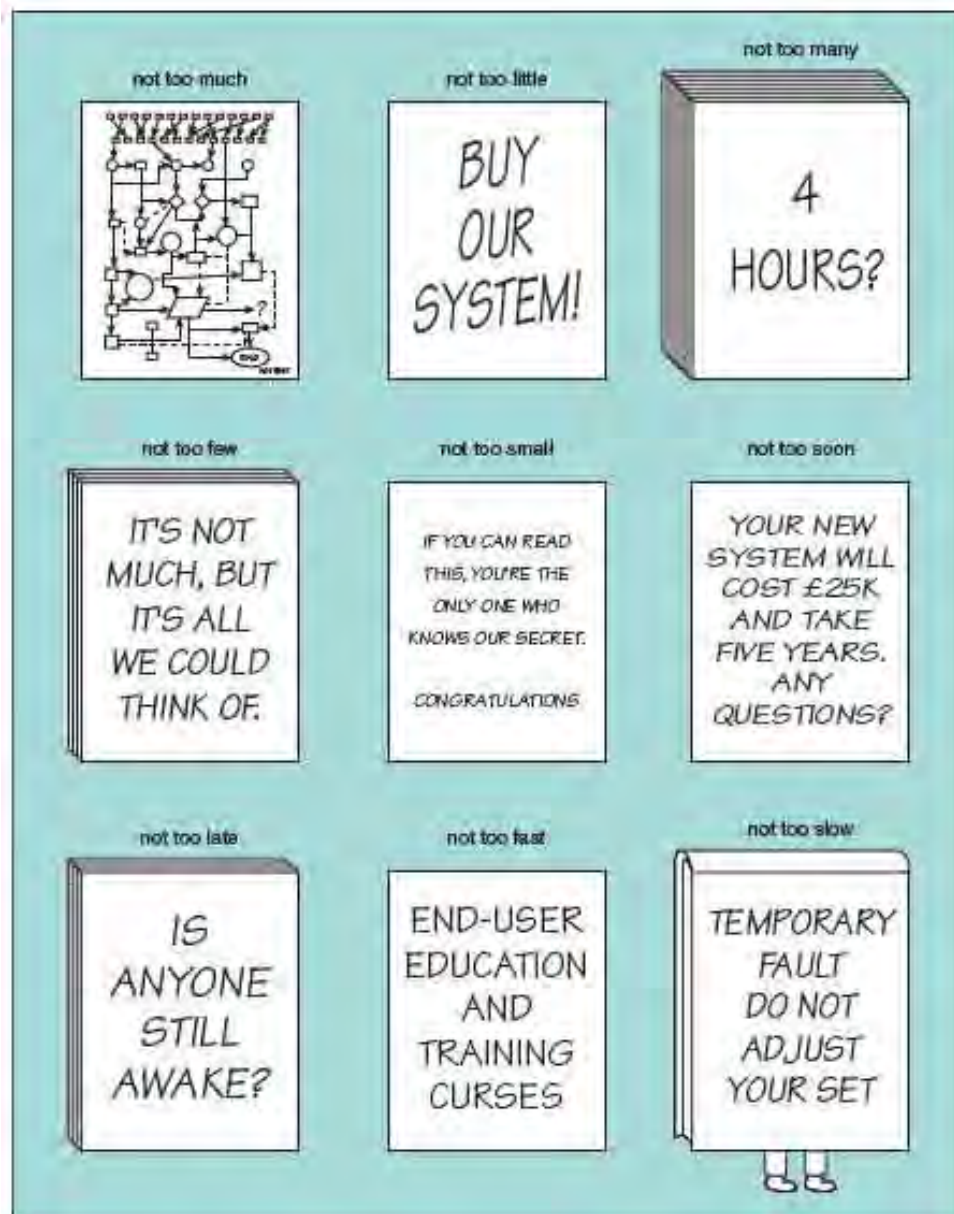 not too much
not too little
not too many
?
END
BUY
OUR
SYSTEM!
4
HOURS?
not too few
not too small
not too soon
IT'S NOT
MUCH, BUT
IT'S ALL
WE COULD
THINK OF.
IF YOU CAN READ
THIS, YOU'RE THE
ONLY ONE WHO
KNOWS OUR SECRET.
CONGRATULATIONS
YOUR NEW
SYSTEM WILL
COST £25K
AND TAKE
FIVE YEARS.
ANY
QUESTIONS?
not too late
not too fast
not too slow
IS
ANYONE
STILL
AWAKE?
END-USER
EDUCATION
AND
TRAINING
CURSES
TEMPORARY
FAULT
DO NOT
ADJUST
YOUR SET